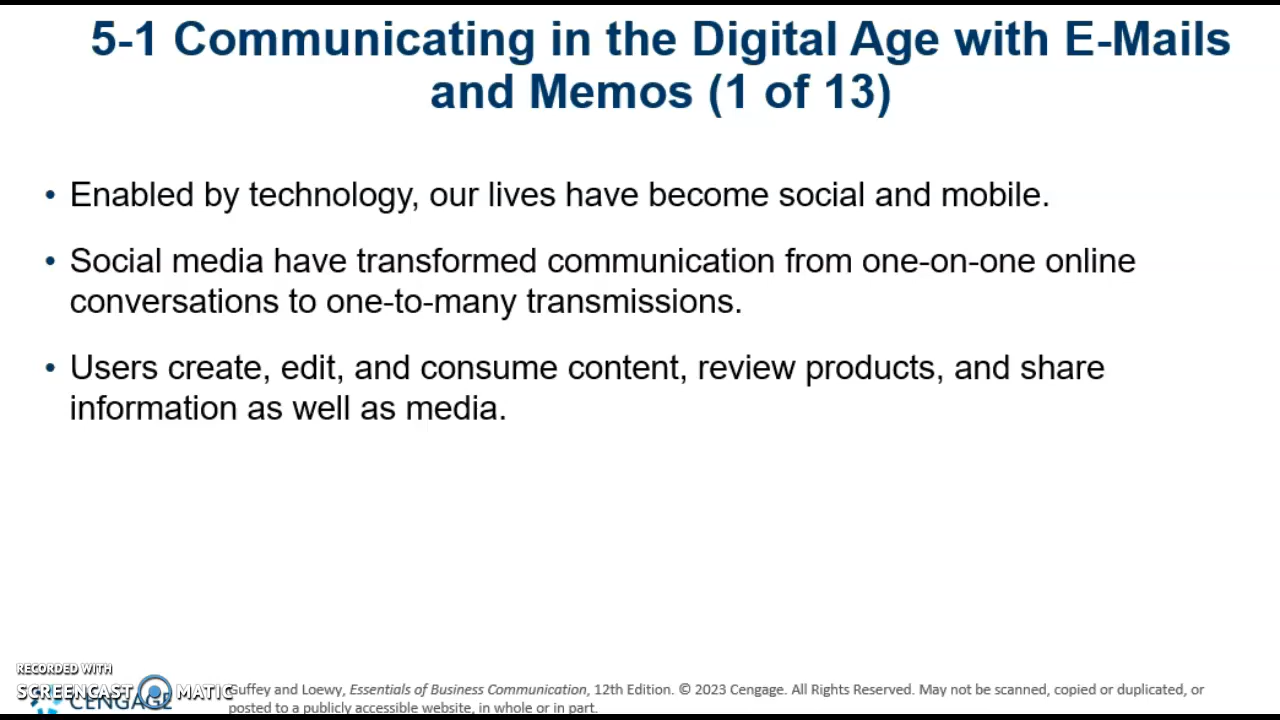 5-1 Communicating in the Digital Age with E-Mails
and Memos (1 of 13)
• Enabled by technology, our lives have become social and mobile.
• Social media have transformed communication from one-on-one online
conversations to one-to-many transmissions.
• Users create, edit, and consume content, review products, and share
information as well as media.
RECORDED WITH
SCREENCAST MATIC
CENGAGE
Guffey and Loewy, Essentials of Business Communication, 12th Edition. © 2023 Cengage. All Rights Reserved. May not be scanned, copied or duplicated, or
posted to a publicly accessible website, in whole or in part.